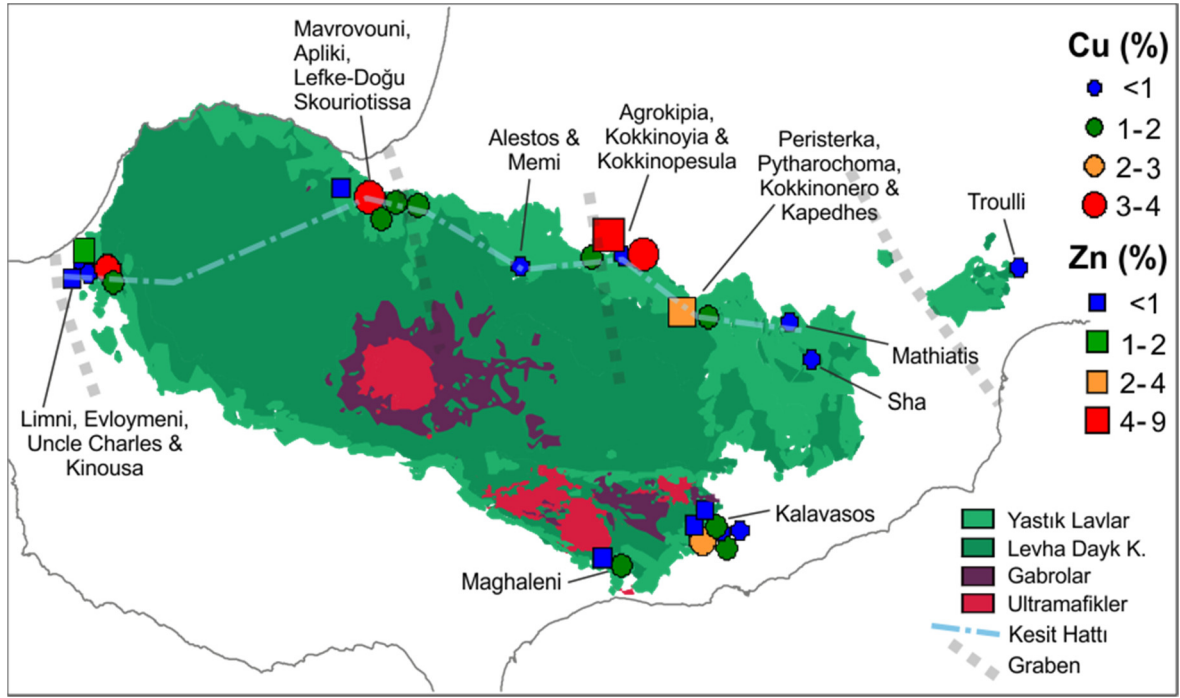 Mavrovouni,
Apliki,
Lefke-Doğu
Skouriotissa
Alestos &
Memi
Agrokipia,
Kokkinoyia &
Kokkinopesula
Peristerka,
Pytharochoma,
Kokkinonero &
Kapedhes
Troulli
Cu (%)
<1
1-2
2-3
3-4
Zn (%)
<1
1-2
2-4
4-9
Mathiatis
Sha
Limni, Evloymeni,
Uncle Charles &
Kinousa
Kalavasos
Maghaleni
Yastık Lavlar
Levha Dayk K.
Gabrolar
Ultramafikler
Kesit Hattı
Graben